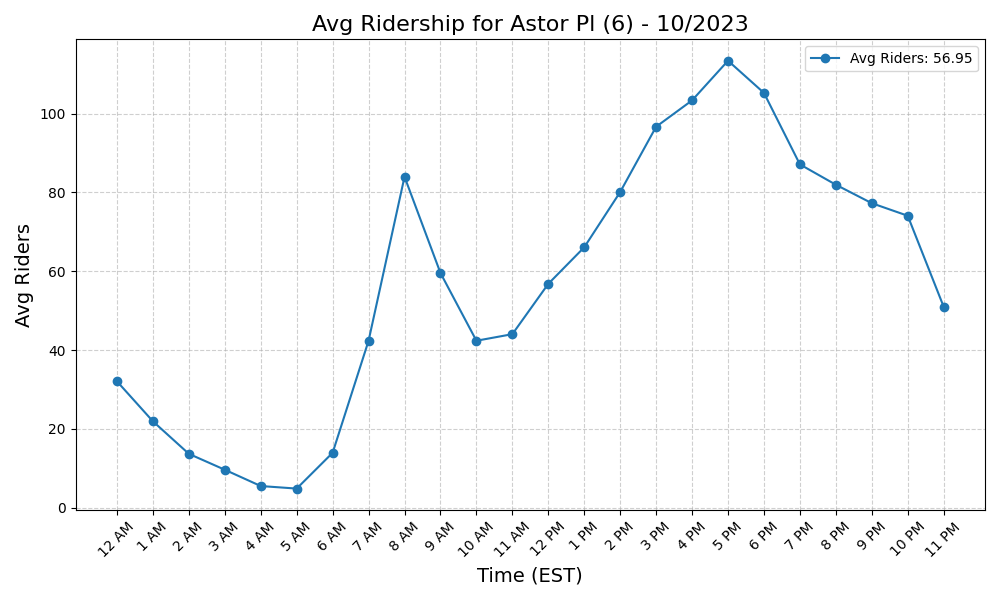 Avg Ridership for Astor Pl (6) - 10/2023
Avg Riders: 56.95
Avg Riders
100
80
60
40
20
0
12 AM
1 AM
2 AM
3 AM
4 AM
5 AM
6 AM
7 AM
8 AM
9 AM
10 AM
11 AM
12 PM
1 PM
2 PM
3 PM
4 PM
5 PM
6 PM
7 PM
8 PM
9 PM
10 PM
11 PM
Time (EST)